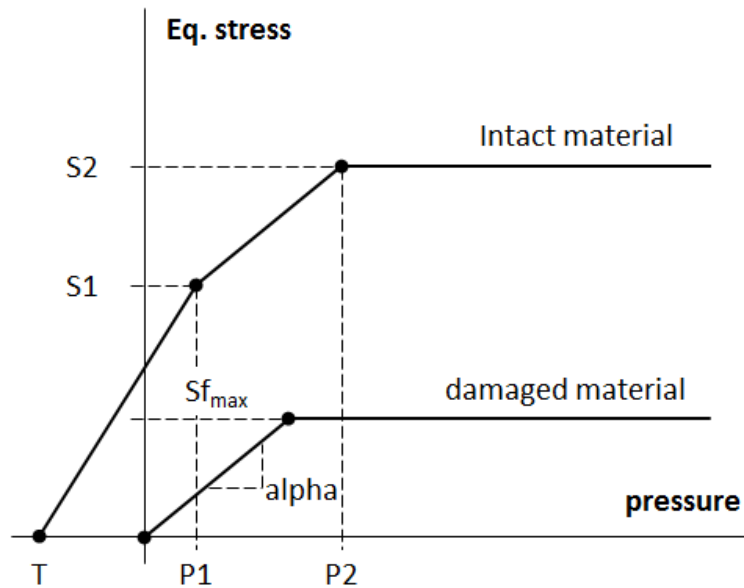 Eq. stress
Intact material
S2
S1
Sfmax
damaged material
alpha
pressure
T
P1
P2